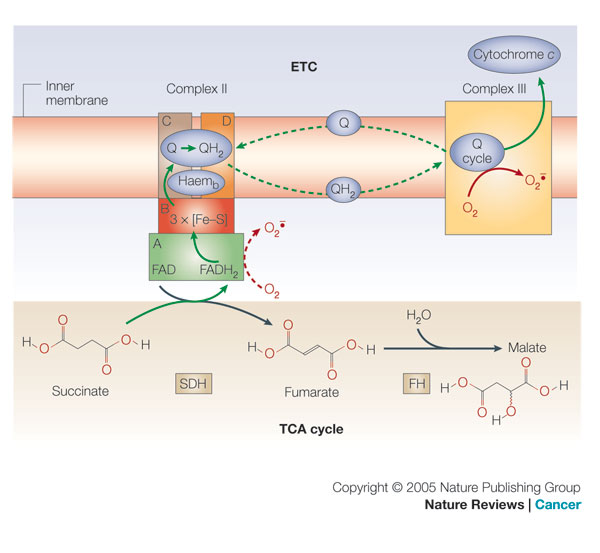 ETC
Cytochrome c
Inner
membrane
Complex II
Complex III
C
D
Q
Q → QH₂
Q
cycle
Haem_b
QH₂
O₂⁻•
O₂
B
3 × [Fe–S]
A
O₂⁻•
FAD
FADH₂
O₂
H₂O
H O O O O H
H O O O O H
Malate
O H O O O H
H O
Succinate
SDH
Fumarate
FH
TCA cycle
Copyright © 2005 Nature Publishing Group
Nature Reviews | Cancer